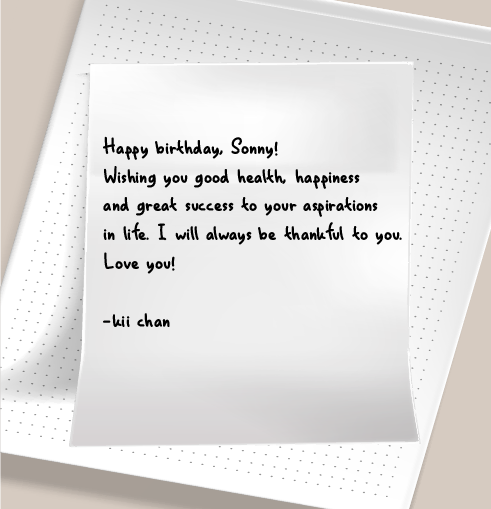 Happy birthday, Sonny!
Wishing you good health, happiness
and great success to your aspirations
in life. I will always be thankful to you.
Love you!
-kii chan